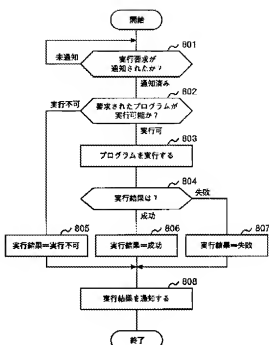 開始
801
実行要求が
通知されたか?
未通知
通知済み
802
要求されたプログラムが
実行可能か?
実行不可
実行可
803
プログラムを実行する
804
実行結果は?
失敗
成功
805
実行結果=実行不可
806
実行結果=成功
807
実行結果=失敗
808
実行結果を通知する
終了